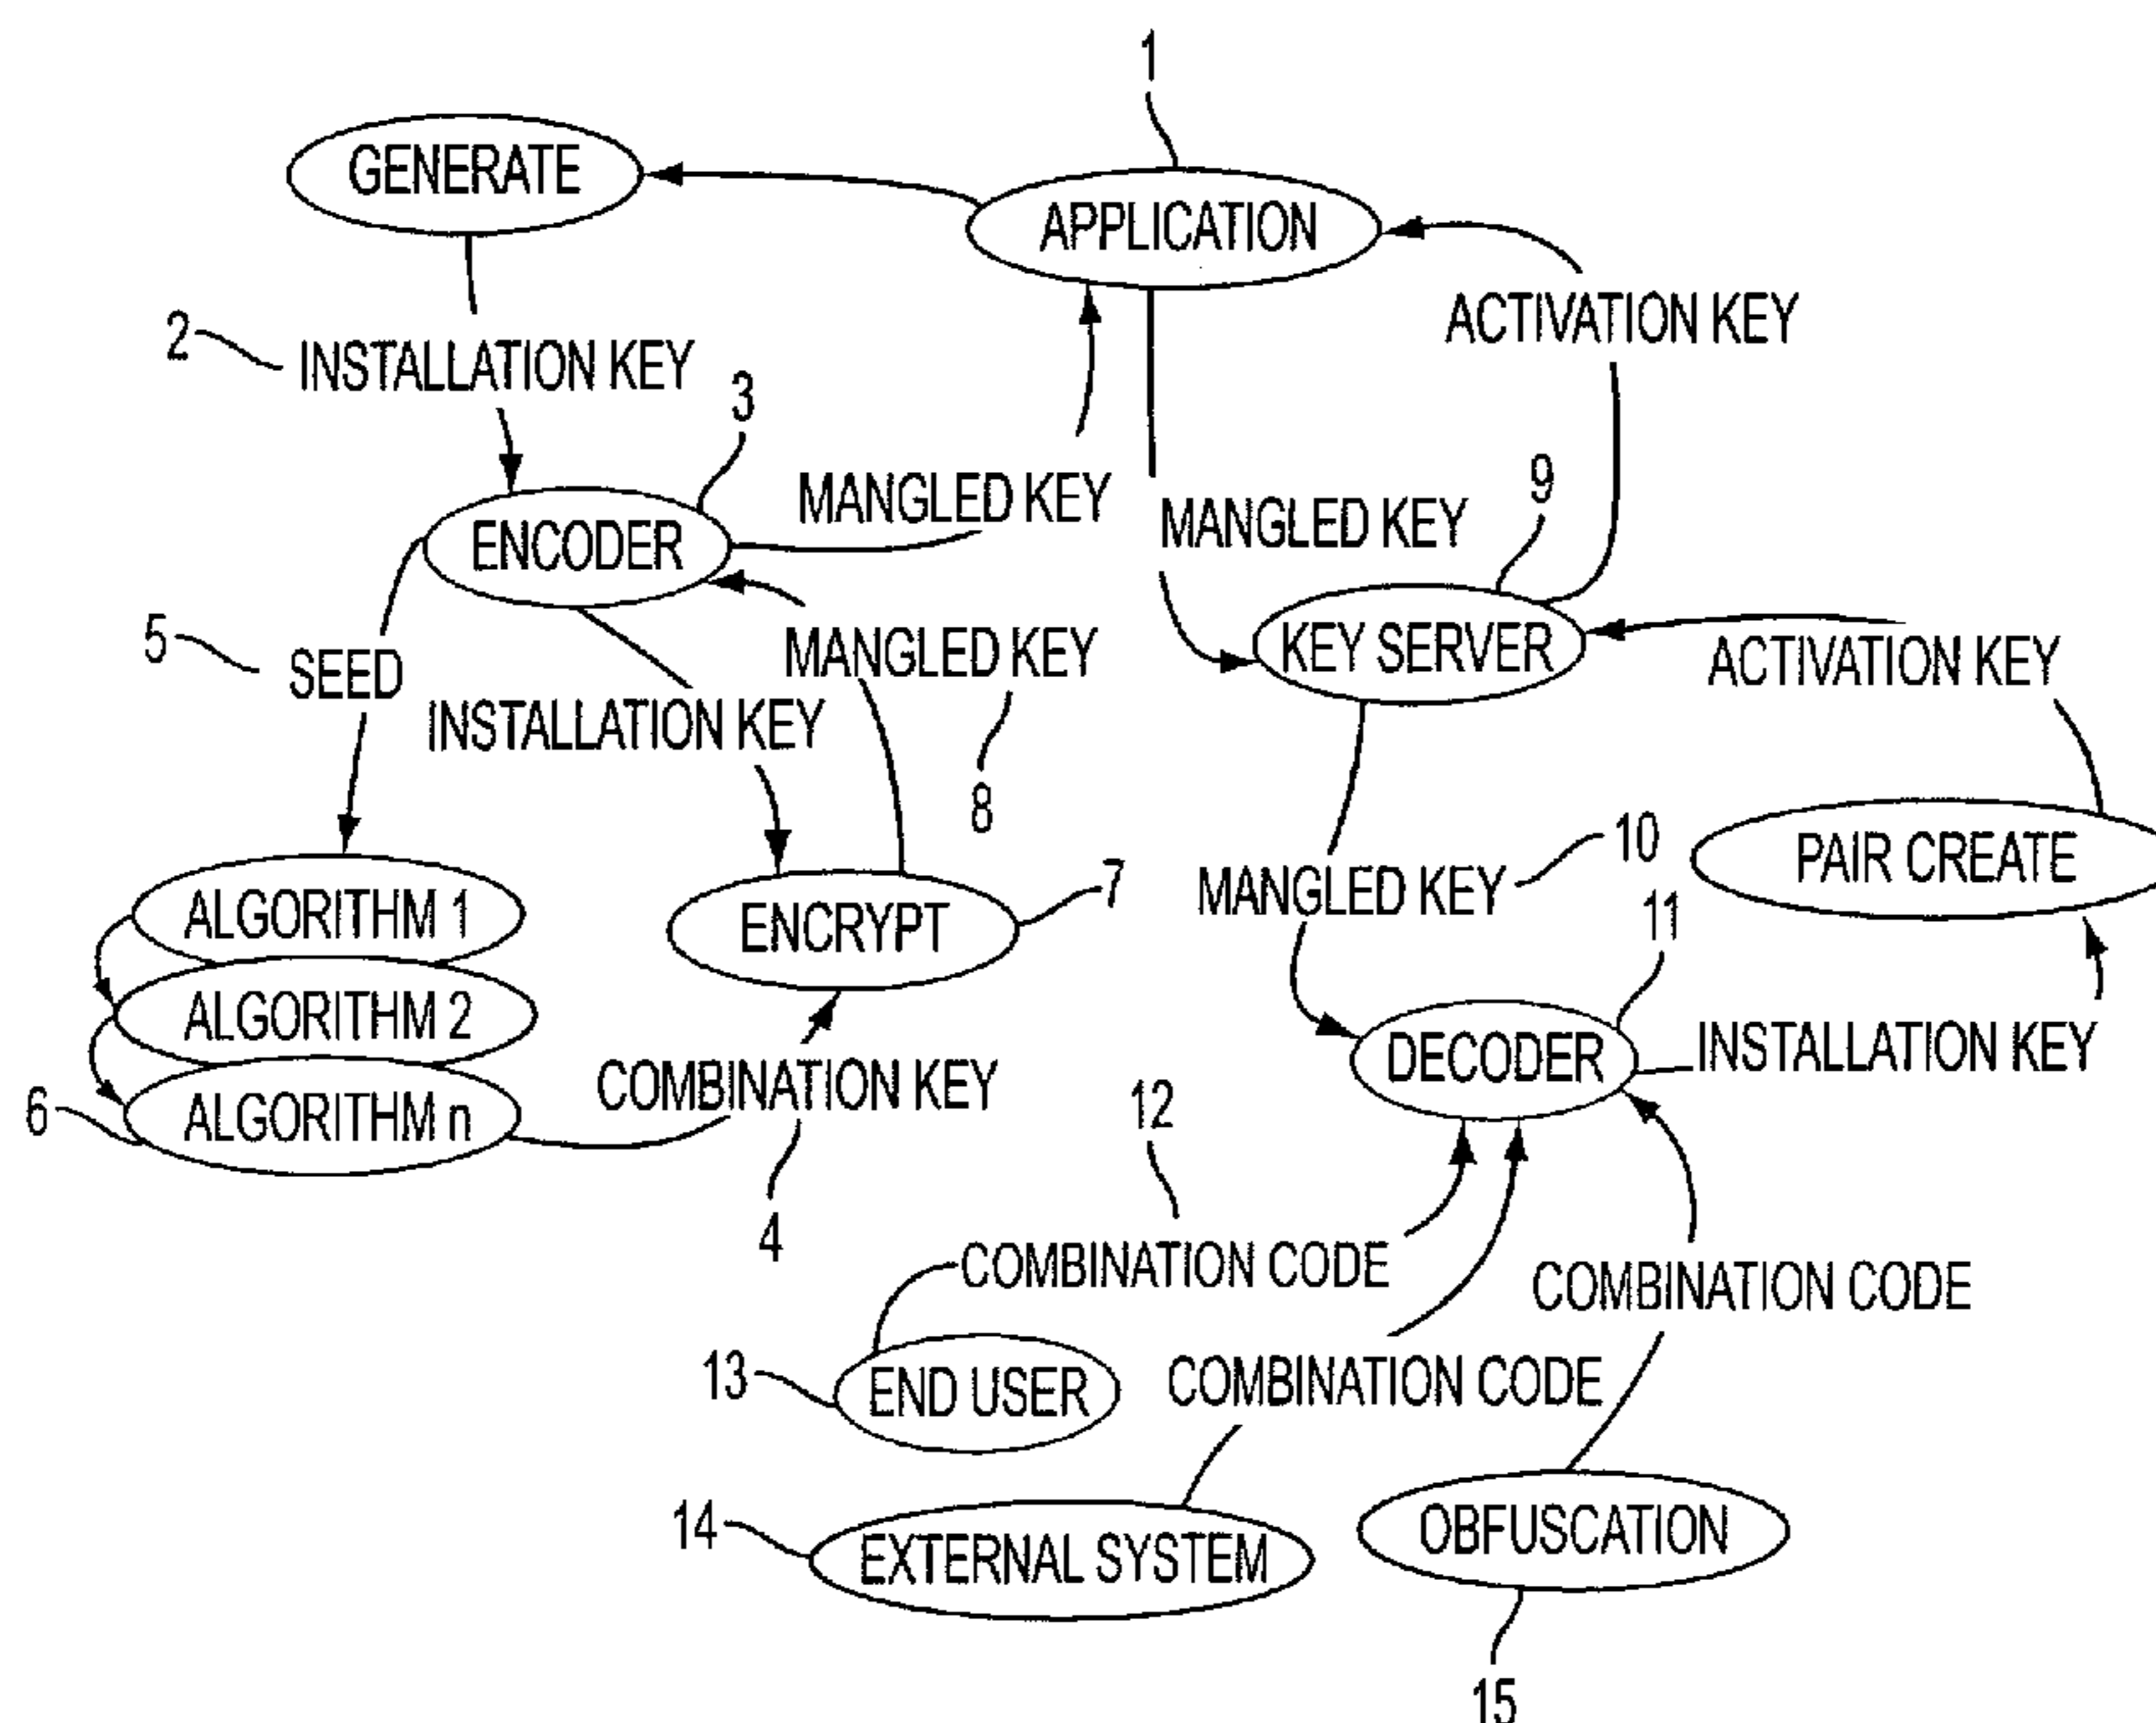 1
GENERATE
APPLICATION
ACTIVATION KEY
2
INSTALLATION KEY
3
MANGLED KEY
9
ENCODER
MANGLED KEY
5
SEED
MANGLED KEY
KEY SERVER
ACTIVATION KEY
INSTALLATION KEY
8
10
PAIR CREATE
ALGORITHM 1
7
MANGLED KEY
ENCRYPT
11
ALGORITHM 2
DECODER
INSTALLATION KEY
6
ALGORITHM n
COMBINATION KEY
12
4
COMBINATION CODE
COMBINATION CODE
13
END USER
COMBINATION CODE
14
EXTERNAL SYSTEM
OBFUSCATION
15